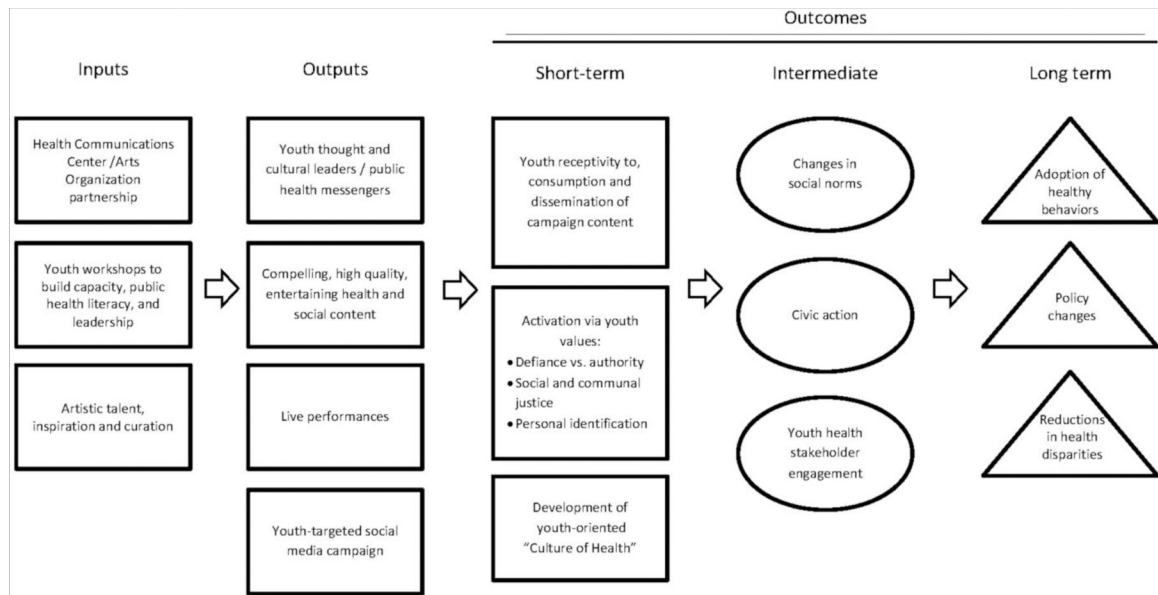 Outcomes
Inputs
Outputs
Short-term
Intermediate
Long term
Health Communications
Center /Arts
Organization
partnership
Youth workshops to
build capacity, public
health literacy, and
leadership
Artistic talent,
inspiration and curation
Youth thought and
cultural leaders / public
health messengers
Compelling, high quality,
entertaining health and
social content
Live performances
Youth-targeted social
media campaign
Youth receptivity to,
consumption and
dissemination of
campaign content
Activation via youth
values:
• Defiance vs. authority
• Social and communal
justice
• Personal identification
Development of
youth-oriented
“Culture of Health”
Changes in
social norms
Civic action
Youth health
stakeholder
engagement
Adoption of
healthy
behaviors
Policy
changes
Reductions
in health
disparities